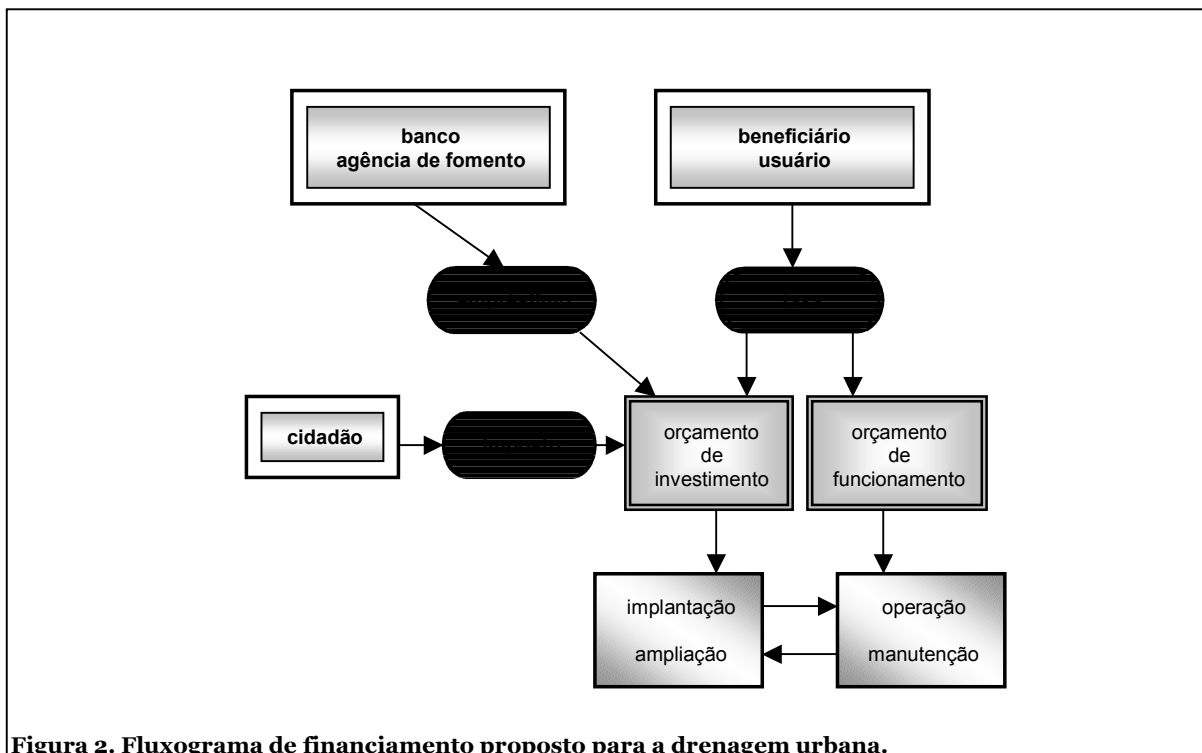 banco
agência de fomento
beneficiário
usuário
cidadão
orçamento
de
investimento
orçamento
de
funcionamento
implantação
ampliação
operação
manutenção
Figura 2. Fluxograma de financiamento proposto para a drenagem urbana.